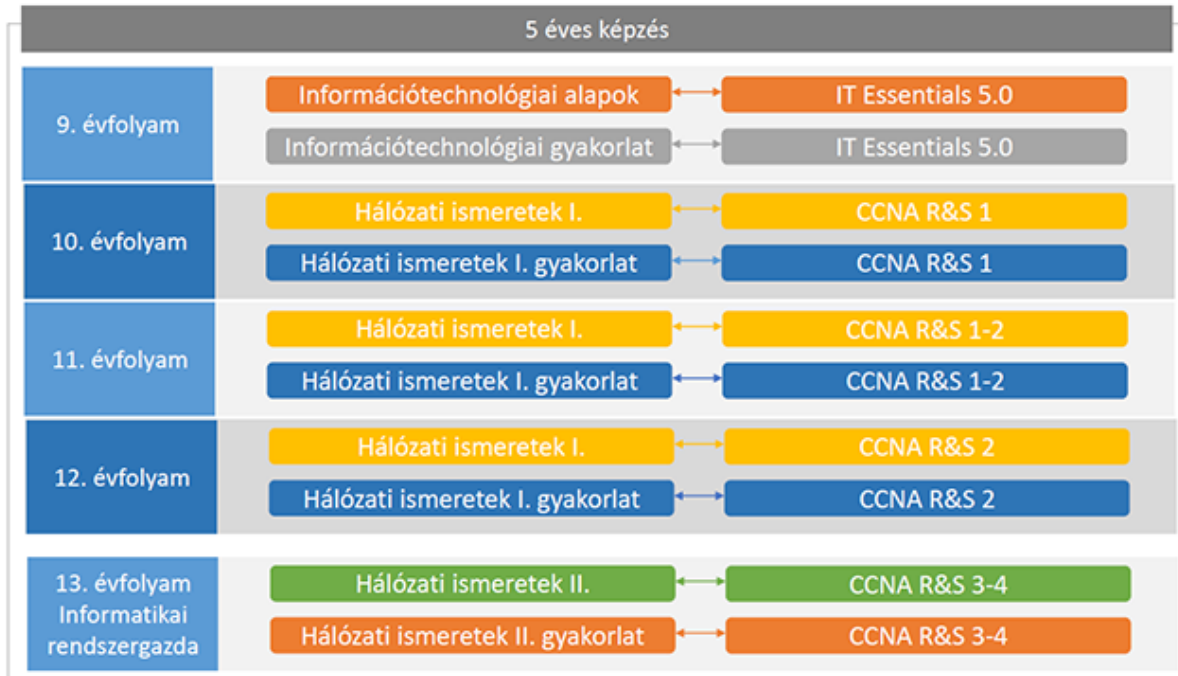 5 éves képzés
9. évfolyam
Információtechnológiai alapok
IT Essentials 5.0
Információtechnológiai gyakorlat
IT Essentials 5.0
10. évfolyam
Hálózati ismeretek I.
CCNA R&S 1
Hálózati ismeretek I. gyakorlat
CCNA R&S 1
11. évfolyam
Hálózati ismeretek I.
CCNA R&S 1-2
Hálózati ismeretek I. gyakorlat
CCNA R&S 1-2
12. évfolyam
Hálózati ismeretek I.
CCNA R&S 2
Hálózati ismeretek I. gyakorlat
CCNA R&S 2
13. évfolyam
Informatikai
rendszergazda
Hálózati ismeretek II.
CCNA R&S 3-4
Hálózati ismeretek II. gyakorlat
CCNA R&S 3-4